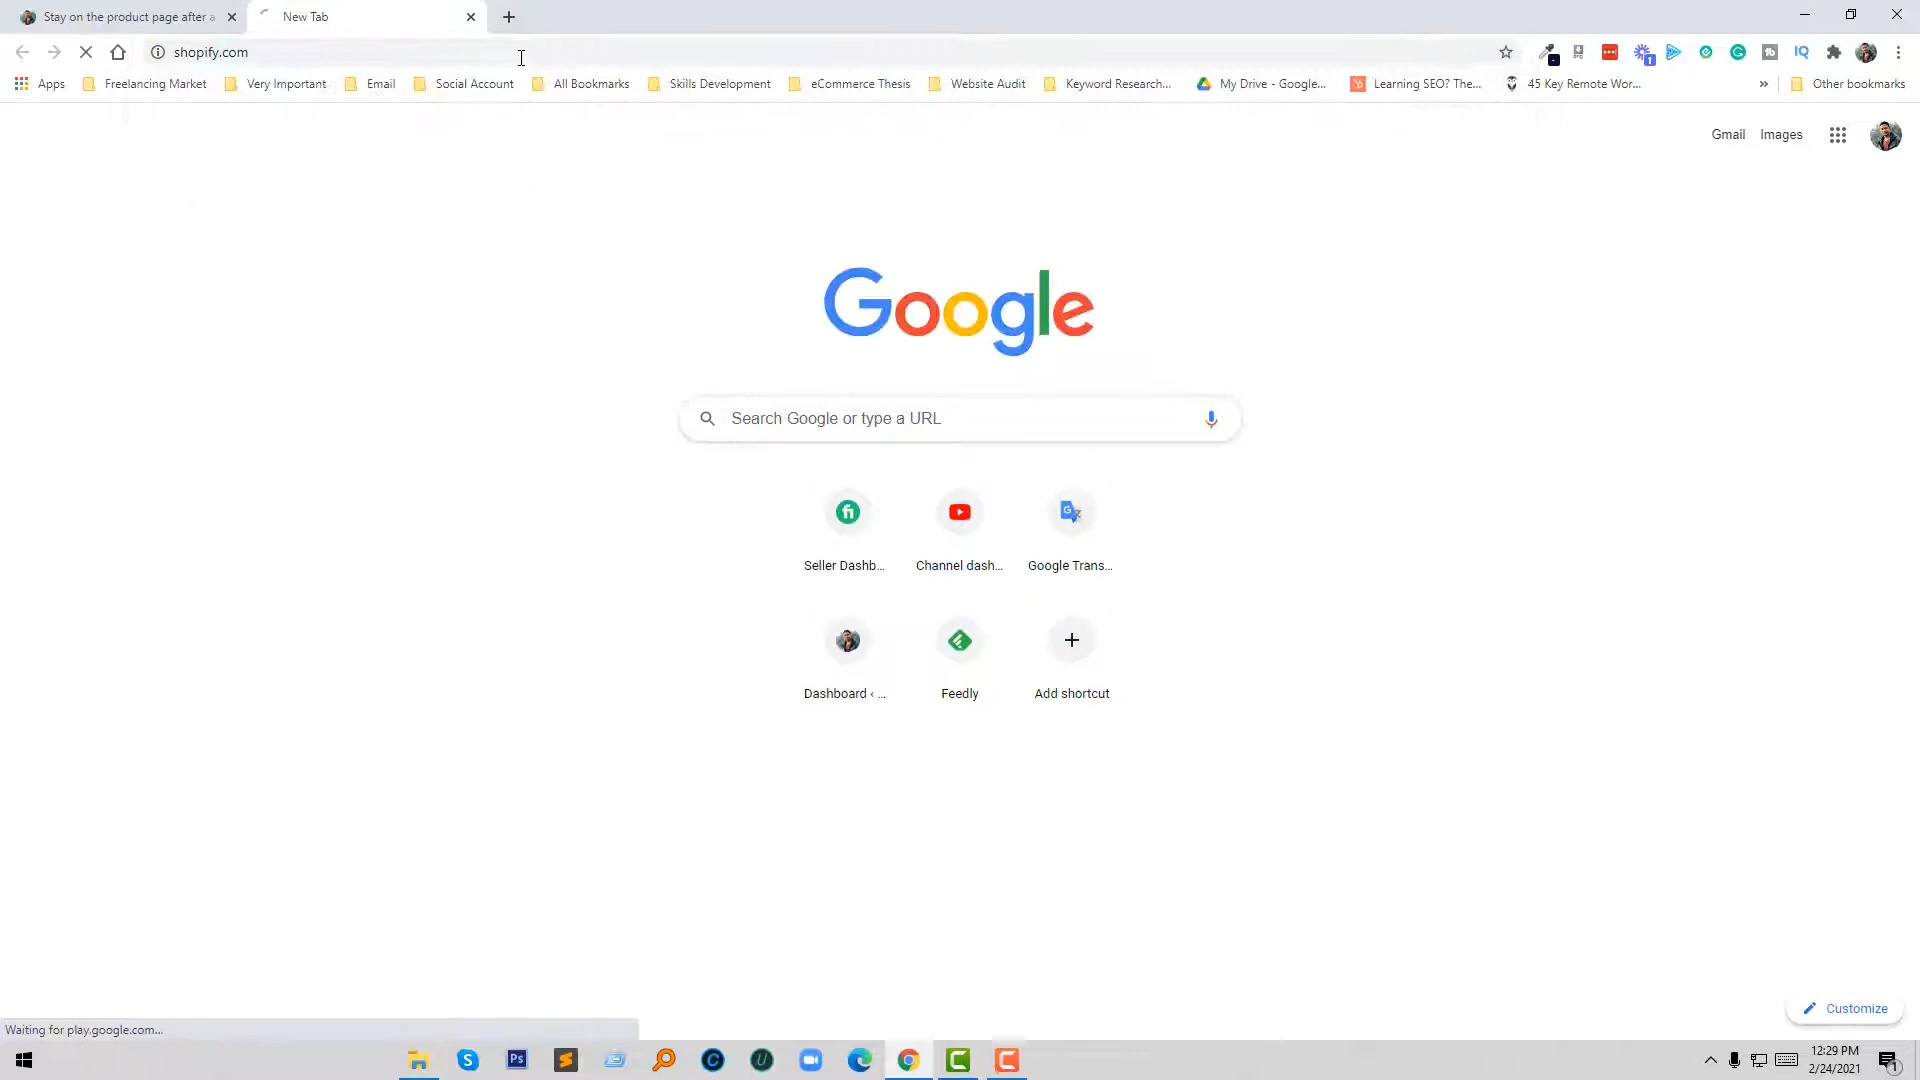 Stay on the product page after a
New Tab
shopify.com
Apps
Freelancing Market
Very Important
Email
Social Account
All Bookmarks
Skills Development
eCommerce Thesis
Website Audit
Keyword Research...
My Drive - Google...
Learning SEO? The...
45 Key Remote Wor...
Other bookmarks
Gmail
Images
Google
Search Google or type a URL
Seller Dashb...
Channel dash...
Google Trans...
Dashboard ‹ ...
Feedly
Add shortcut
Customize
Waiting for play.google.com...
12:29 PM
2/24/2021